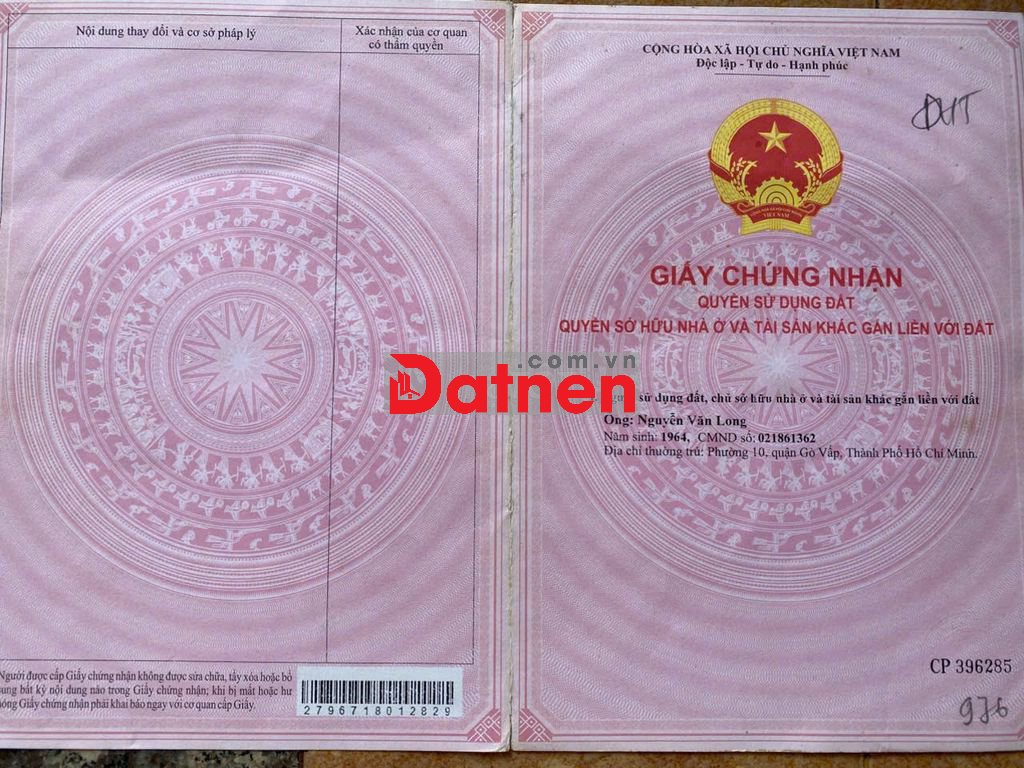 Nội dung thay đổi và cơ sở pháp lý
Xác nhận của cơ quan
có thẩm quyền
Người được cấp Giấy chứng nhận không được sửa chữa, tẩy xóa hoặc bổ
sung bất kỳ nội dung nào trong Giấy chứng nhận; khi bị mất hoặc hư
hỏng Giấy chứng nhận phải khai báo ngay với cơ quan cấp Giấy.
2796718012829
CỘNG HÒA XÃ HỘI CHỦ NGHĨA VIỆT NAM
Độc lập - Tự do - Hạnh phúc
VIỆT NAM
GIẤY CHỨNG NHẬN
QUYỀN SỬ DỤNG ĐẤT
QUYỀN SỞ HỮU NHÀ Ở VÀ TÀI SẢN KHÁC GẮN LIỀN VỚI ĐẤT
.com.vn
Datnen
sử dụng đất, chủ sở hữu nhà ở và tài sản khác gắn liền với đất
Ông: Nguyễn Văn Long
Năm sinh: 1964, CMND số: 021861362
Địa chỉ thường trú: Phường 10, quận Gò Vấp, Thành Phố Hồ Chí Minh.
CP 396285
976